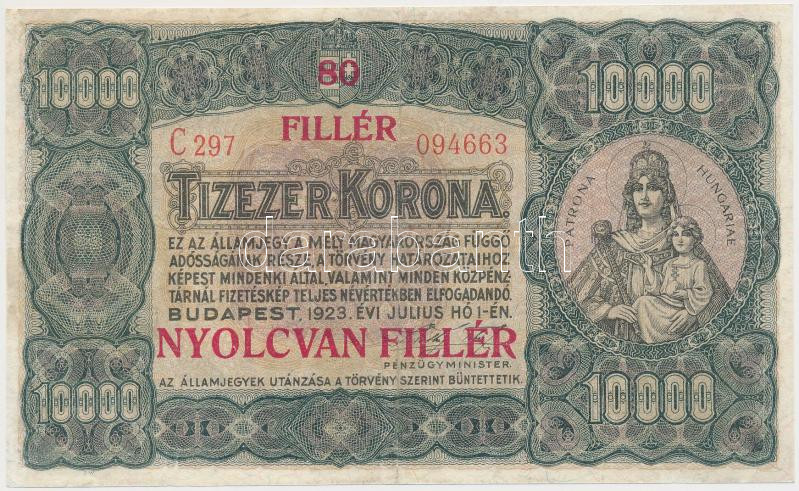 10000
80
10000
FILLÉR
C 297 094663
TIZEZER KORONA.
EZ AZ ÁLLAMJEGY A MÉLY MAGYARORSZÁG FÜGGŐ
ADÓSSÁGÁNAK RÉSZE, A TÖRVÉNY HATÁROZATAIHOZ
KÉPEST MINDENKI ÁLTAL, VALAMINT MINDEN KÖZPÉNZ-
TÁRNÁL FIZETÉSKÉP TELJES NÉVÉRTÉKBEN ELFOGADANDÓ.
BUDAPEST, 1923. ÉVI JULIUS HÓ 1-ÉN.
NYOLCVAN FILLÉR
PÉNZÜGYMINISTER.
AZ ÁLLAMJEGYEK UTÁNZÁSA A TÖRVÉNY SZERINT BÜNTETTETIK.
PATRONA HUNGARIAE
10000
10000
darabanth